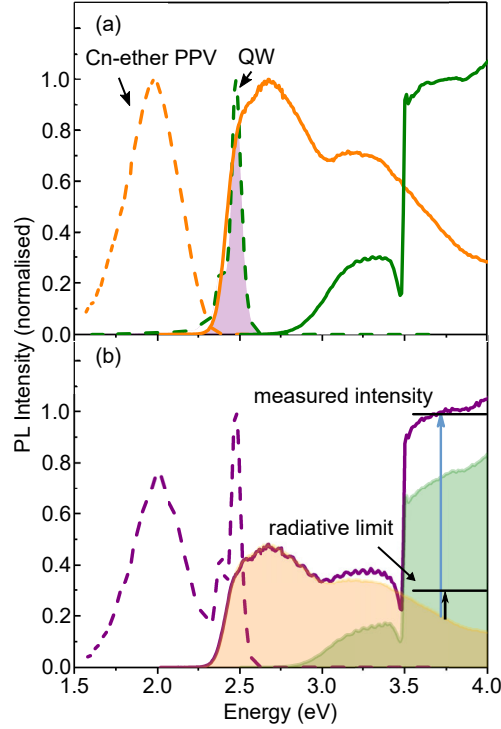 (a)
Cn-ether PPV
QW
1.0
0.8
0.6
0.4
0.2
0.0
PL Intensity (normalised)
(b)
measured intensity
1.0
0.8
radiative limit
0.6
0.4
0.2
0.0
1.5 2.0 2.5 3.0 3.5 4.0
Energy (eV)